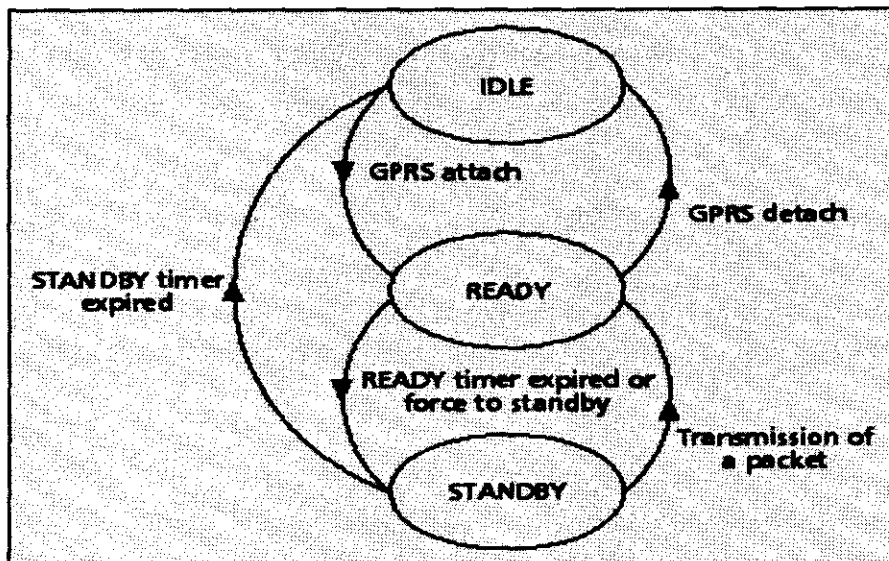 IDLE
GPRS attach
GPRS detach
STANDBY timer
expired
READY
READY timer expired or
force to standby
Transmission of
a packet
STANDBY